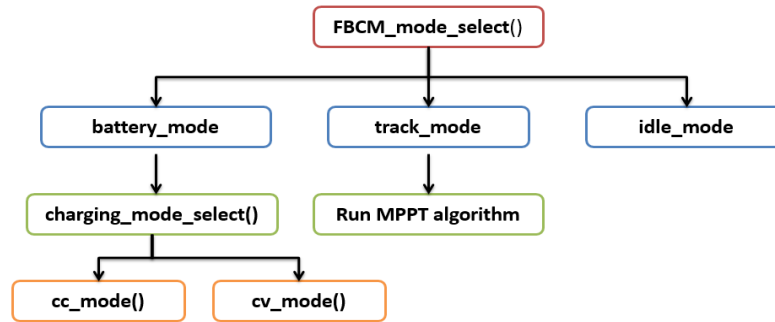 FBCM_mode_select()
battery_mode
track_mode
idle_mode
charging_mode_select()
Run MPPT algorithm
cc_mode()
cv_mode()